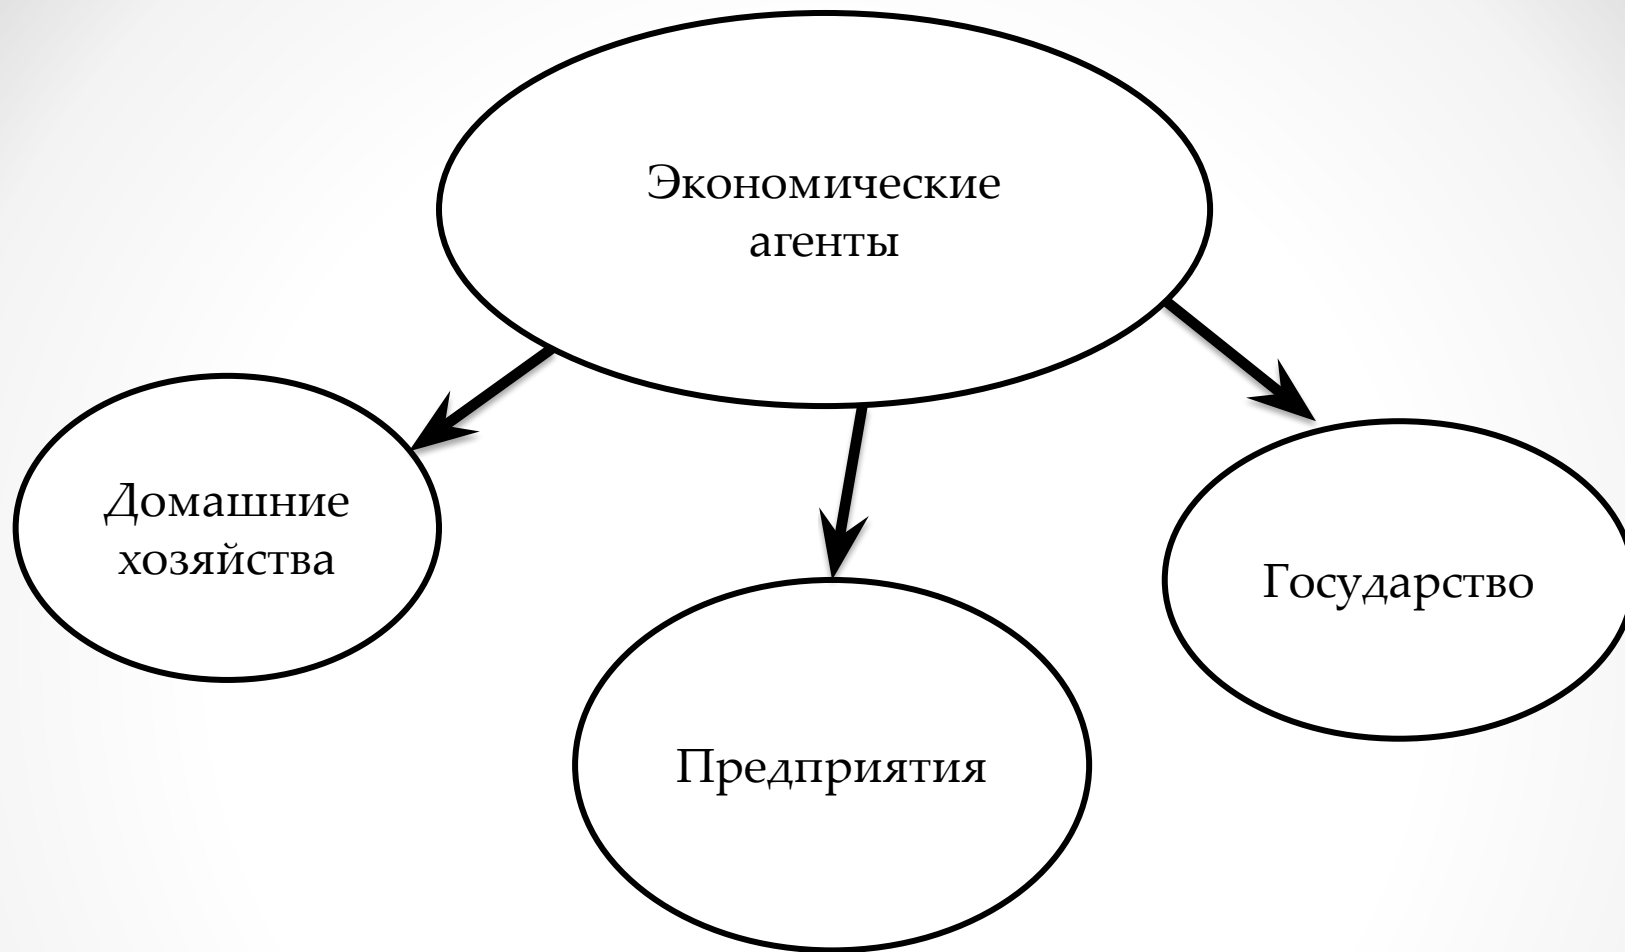 Экономические
агенты
Домашние
хозяйства
Государство
Предприятия